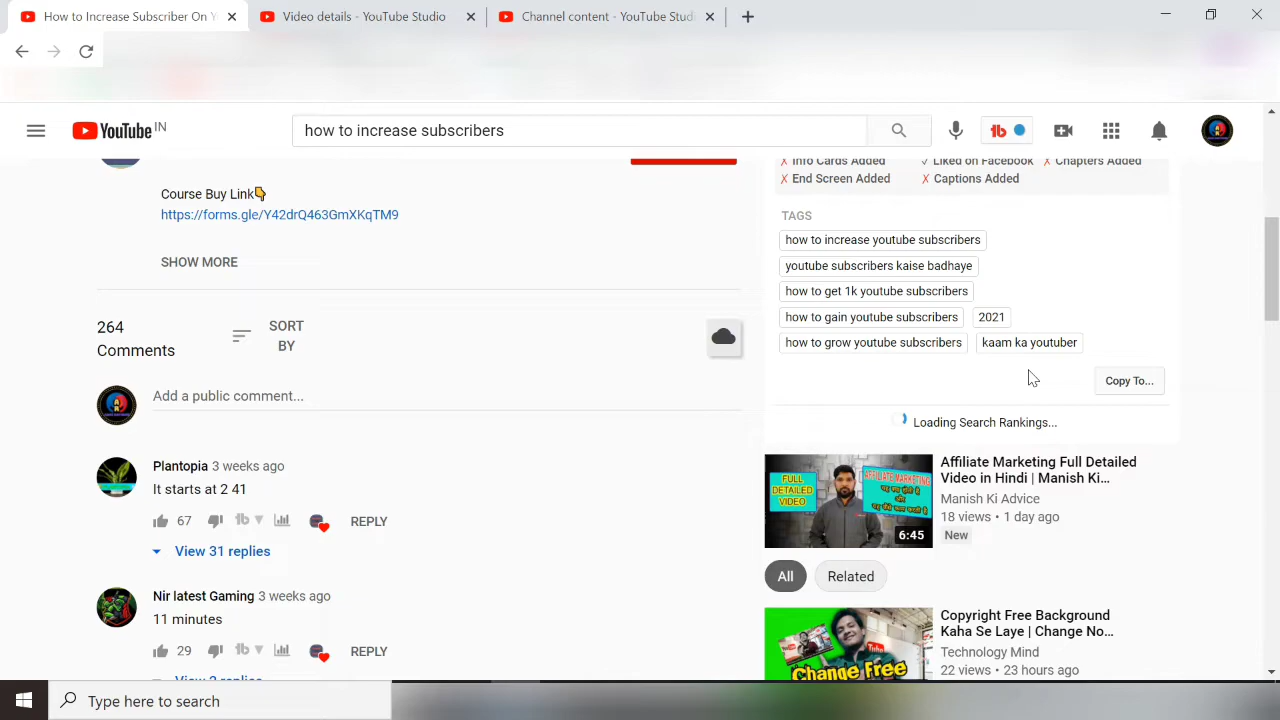 How To Increase Subscriber On Y
Video details - YouTube Studio
Channel content - YouTube Studi
YouTube IN
how to increase subscribers
tb
Course Buy Link
https://forms.gle/Y42drQ463GmXKqTM9
SHOW MORE
264
Comments
SORT
BY
Add a public comment...
Plantopia 3 weeks ago
It starts at 2 41
67
tb
REPLY
View 31 replies
Nir latest Gaming 3 weeks ago
11 minutes
29
tb
REPLY
Info Cards Added
Liked on Facebook
Chapters Added
End Screen Added
Captions Added
TAGS
how to increase youtube subscribers
youtube subscribers kaise badhaye
how to get 1k youtube subscribers
how to gain youtube subscribers
2021
how to grow youtube subscribers
kaam ka youtuber
Copy To...
Loading Search Rankings...
FULL
DETAILED
VIDEO
AFFILIATE MARKETING
6:45
Affiliate Marketing Full Detailed
Video in Hindi | Manish Ki...
Manish Ki Advice
18 views • 1 day ago
New
All
Related
Change Free
Copyright Free Background
Kaha Se Laye | Change No...
Technology Mind
22 views • 23 hours ago
Type here to search